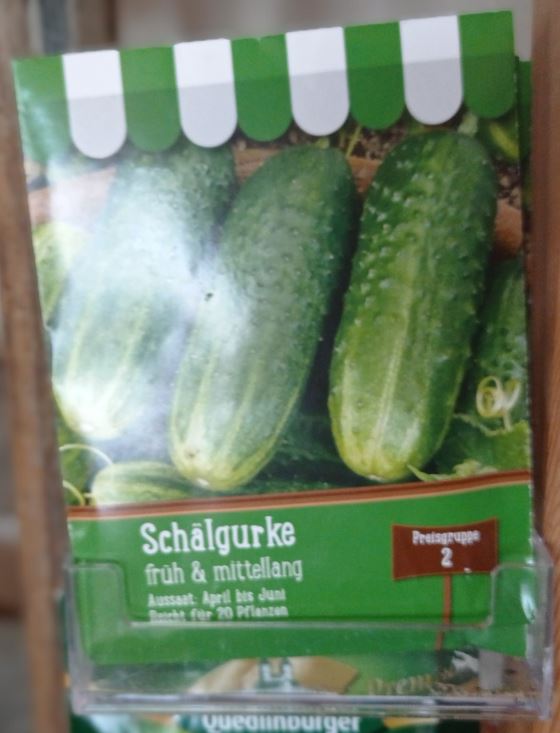 Schälgurke
früh & mittellang
Aussaat: April bis Juni
Reicht für 20 Pflanzen
Preisgruppe
2
Quedlinburger